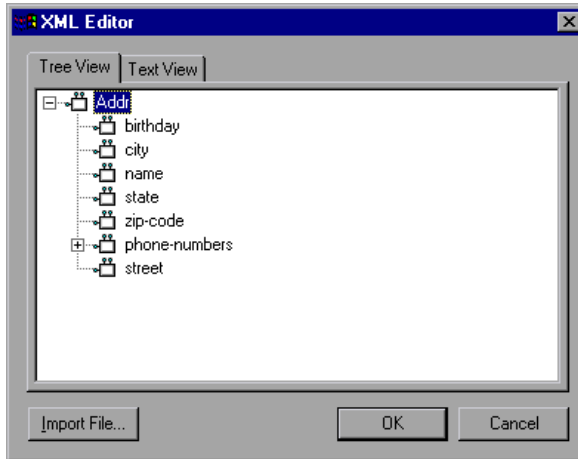 XML Editor
Tree View Text View
Addr
birthday
city
name
state
zip-code
phone-numbers
street
Import File... OK Cancel